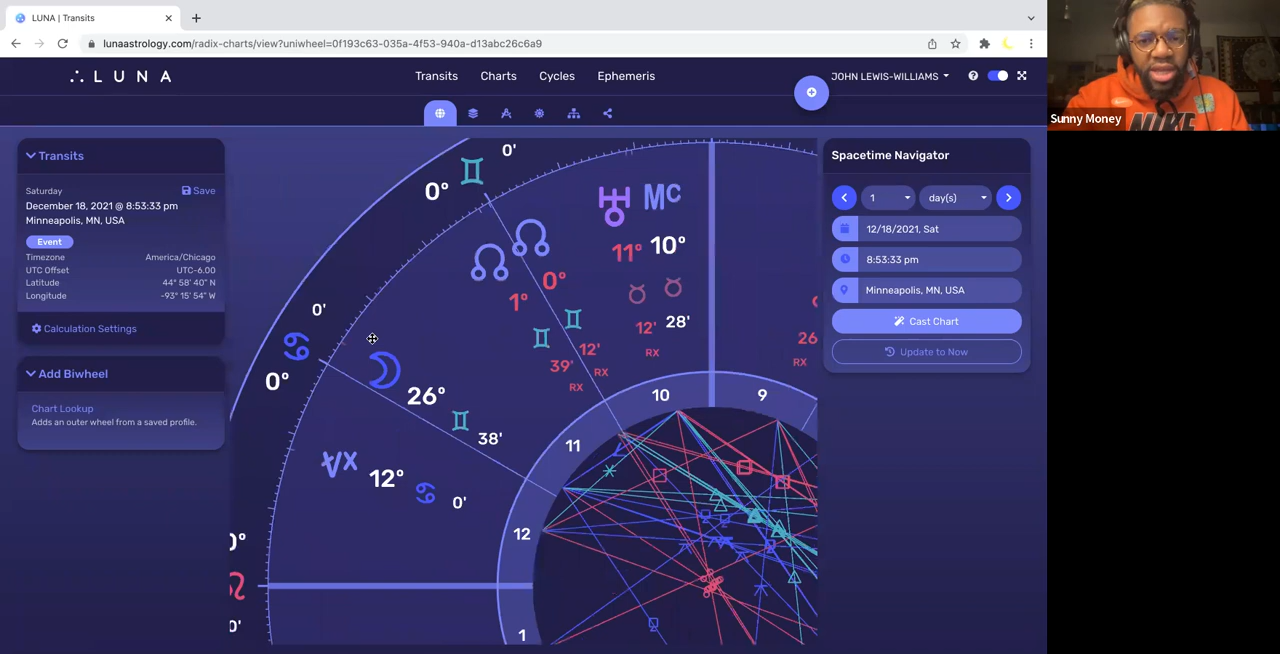 LUNA | Transits
lunaastrology.com/radix-charts/view?uniwheel=0f193c63-035a-4f53-940a-d13abc26c6a9
LUNA
Transits
Charts
Cycles
Ephemeris
JOHN LEWIS-WILLIAMS
Sunny Money
NIKE
Transits
Saturday
Save
December 18, 2021 @ 8:53:33 pm
Minneapolis, MN, USA
Event
Timezone America/Chicago
UTC Offset UTC-6.00
Latitude 44° 58' 40" N
Longitude -93° 15' 54" W
Calculation Settings
Add Biwheel
Chart Lookup
Adds an outer wheel from a saved profile.
0'
0°
MC
11°
10°
0°
1°
12'
28'
RX
12'
39'
RX
RX
0'
0°
26°
38'
12°
0'
0°
0'
26
RX
10
9
11
12
1
Spacetime Navigator
1
day(s)
12/18/2021, Sat
8:53:33 pm
Minneapolis, MN, USA
Cast Chart
Update to Now